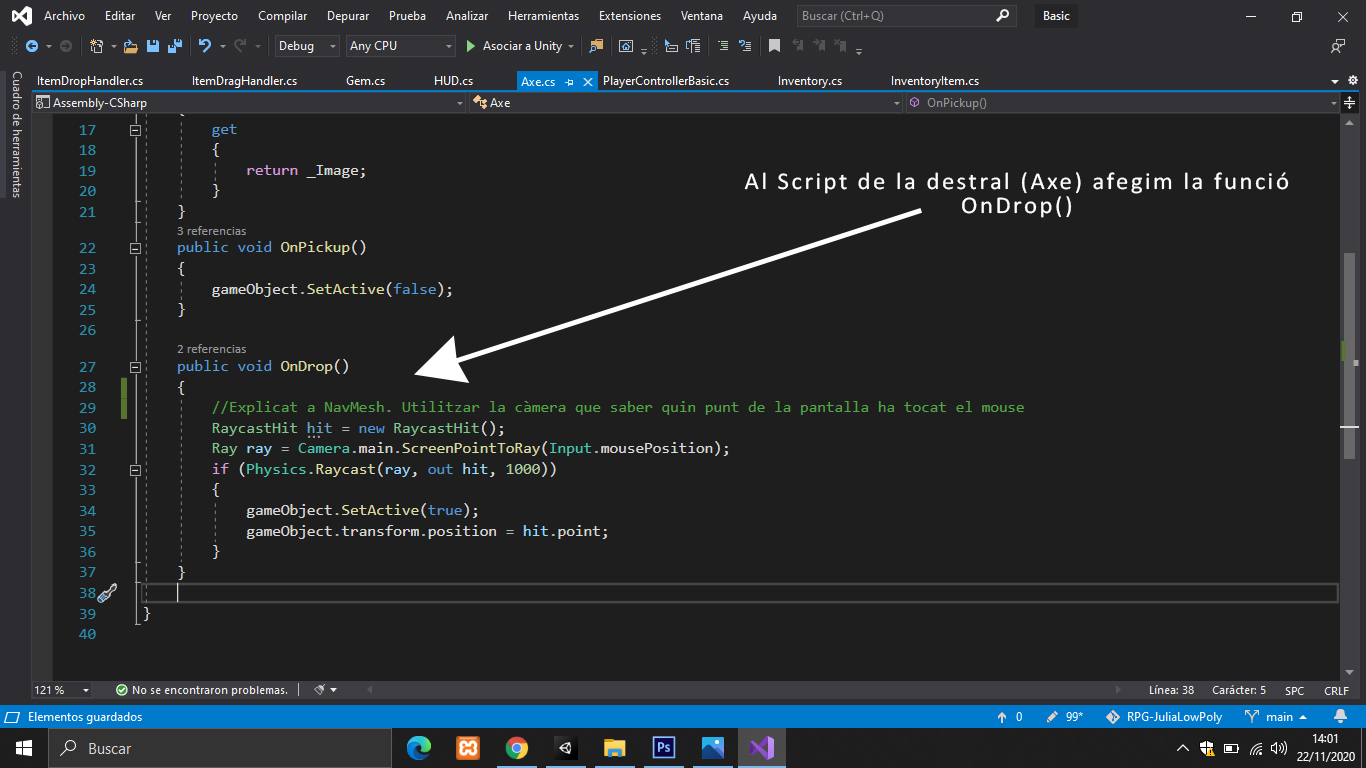 Archivo Editar Ver Proyecto Compilar Depurar Prueba Analizar Herramientas Extensiones Ventana Ayuda Buscar (Ctrl+Q) Basic
Debug Any CPU Asociar a Unity
ItemDropHandler.cs ItemDragHandler.cs Gem.cs HUD.cs Axe.cs PlayerControllerBasic.cs Inventory.cs InventoryItem.cs
Cuadro de herramientas
Assembly-CSharp Axe OnPickup()
{
17 get
18 {
19 return _Image;
20 }
21 }
Al Script de la destral (Axe) afegim la funció
OnDrop()
3 referencias
22 public void OnPickup()
23 {
24 gameObject.SetActive(false);
25 }
26
2 referencias
27 public void OnDrop()
28 {
29 //Explicat a NavMesh. Utilitzar la càmera que saber quin punt de la pantalla ha tocat el mouse
30 RaycastHit hit = new RaycastHit();
31 Ray ray = Camera.main.ScreenPointToRay(Input.mousePosition);
32 if (Physics.Raycast(ray, out hit, 1000))
33 {
34 gameObject.SetActive(true);
35 gameObject.transform.position = hit.point;
36 }
37 }
38
39 }
40
121 % No se encontraron problemas. Línea: 38 Carácter: 5 SPC CRLF
Elementos guardados 0 99* RPG-JuliaLowPoly main
Buscar Ps 14:01
22/11/2020